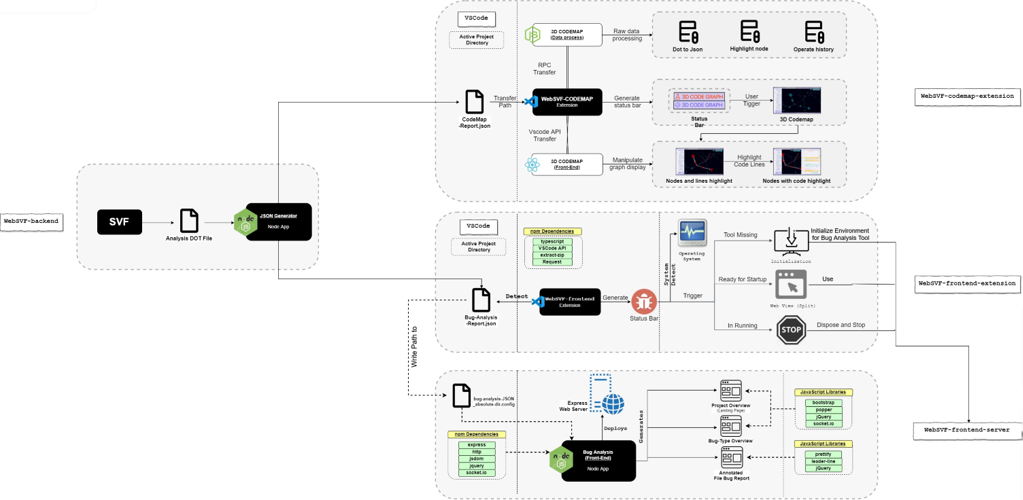 VSCode
Active Project
Directory
CodeMap
-Report.json
Transfer
Path
3D CODEMAP
(Data process)
RPC
Transfer
WebSVF-CODEMAP
Extension
Vscode API
Transfer
3D CODEMAP
(Front-End)
Raw data
processing
Dot to Json
Highlight node
Operate history
Generate
status bar
3D CODE GRAPH
3D CODE GRAPH
Status
Bar
User
Tigger
3D Codemap
Manipulate
graph display
Nodes and lines highlight
Highlight
Code Lines
Nodes with code highlight
WebSVF-codemap-extension
WebSVF-backend
SVF
Analysis DOT File
JSON Generator
Node App
VSCode
Active Project
Directory
npm Dependencies
typescript
VSCode API
extract-zip
Request
Bug-Analysis
-Report.json
Detect
WebSVF-frontend
Extension
Generate
Status Bar
System
Detect
Operating
System
Trigger
Tool Missing
Initialization
Initialize Environment
for Bug Analysis Tool
Ready for Startup
Web View (Split)
Use
In Running
STOP
Dispose and Stop
WebSVF-frontend-extension
Write Path to
bug-analysis-JSON
_absolute.dir.config
npm Dependencies
express
http
jsdom
jquery
socket.io
Express
Web Server
Deploys
Bug Analysis
(Front-End)
Node App
Generates
Project Overview
(Landing Page)
Bug-Type Overview
Annotated
File Bug Report
JavaScript Libraries
bootstrap
popper
jQuery
socket.io
JavaScript Libraries
prettify
leader-line
jQuery
WebSVF-frontend-server